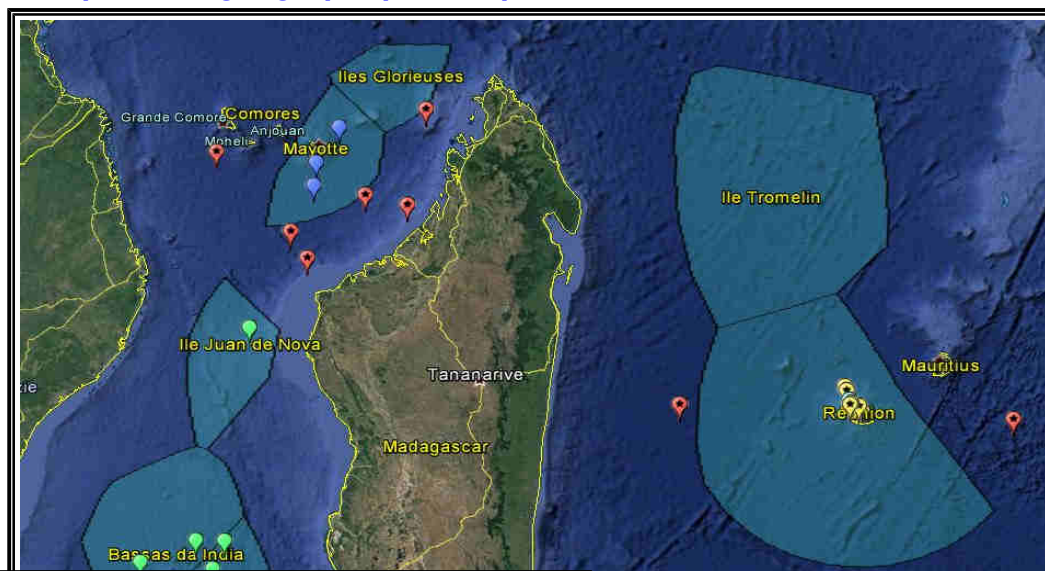 Iles Glorieuses
Grande Comore
Comores
Anjouan
Moheli
Mayotte
Ile Tromelin
Ile Juan de Nova
Mauritius
Tananarive
Réunion
Madagascar
Bassas da India